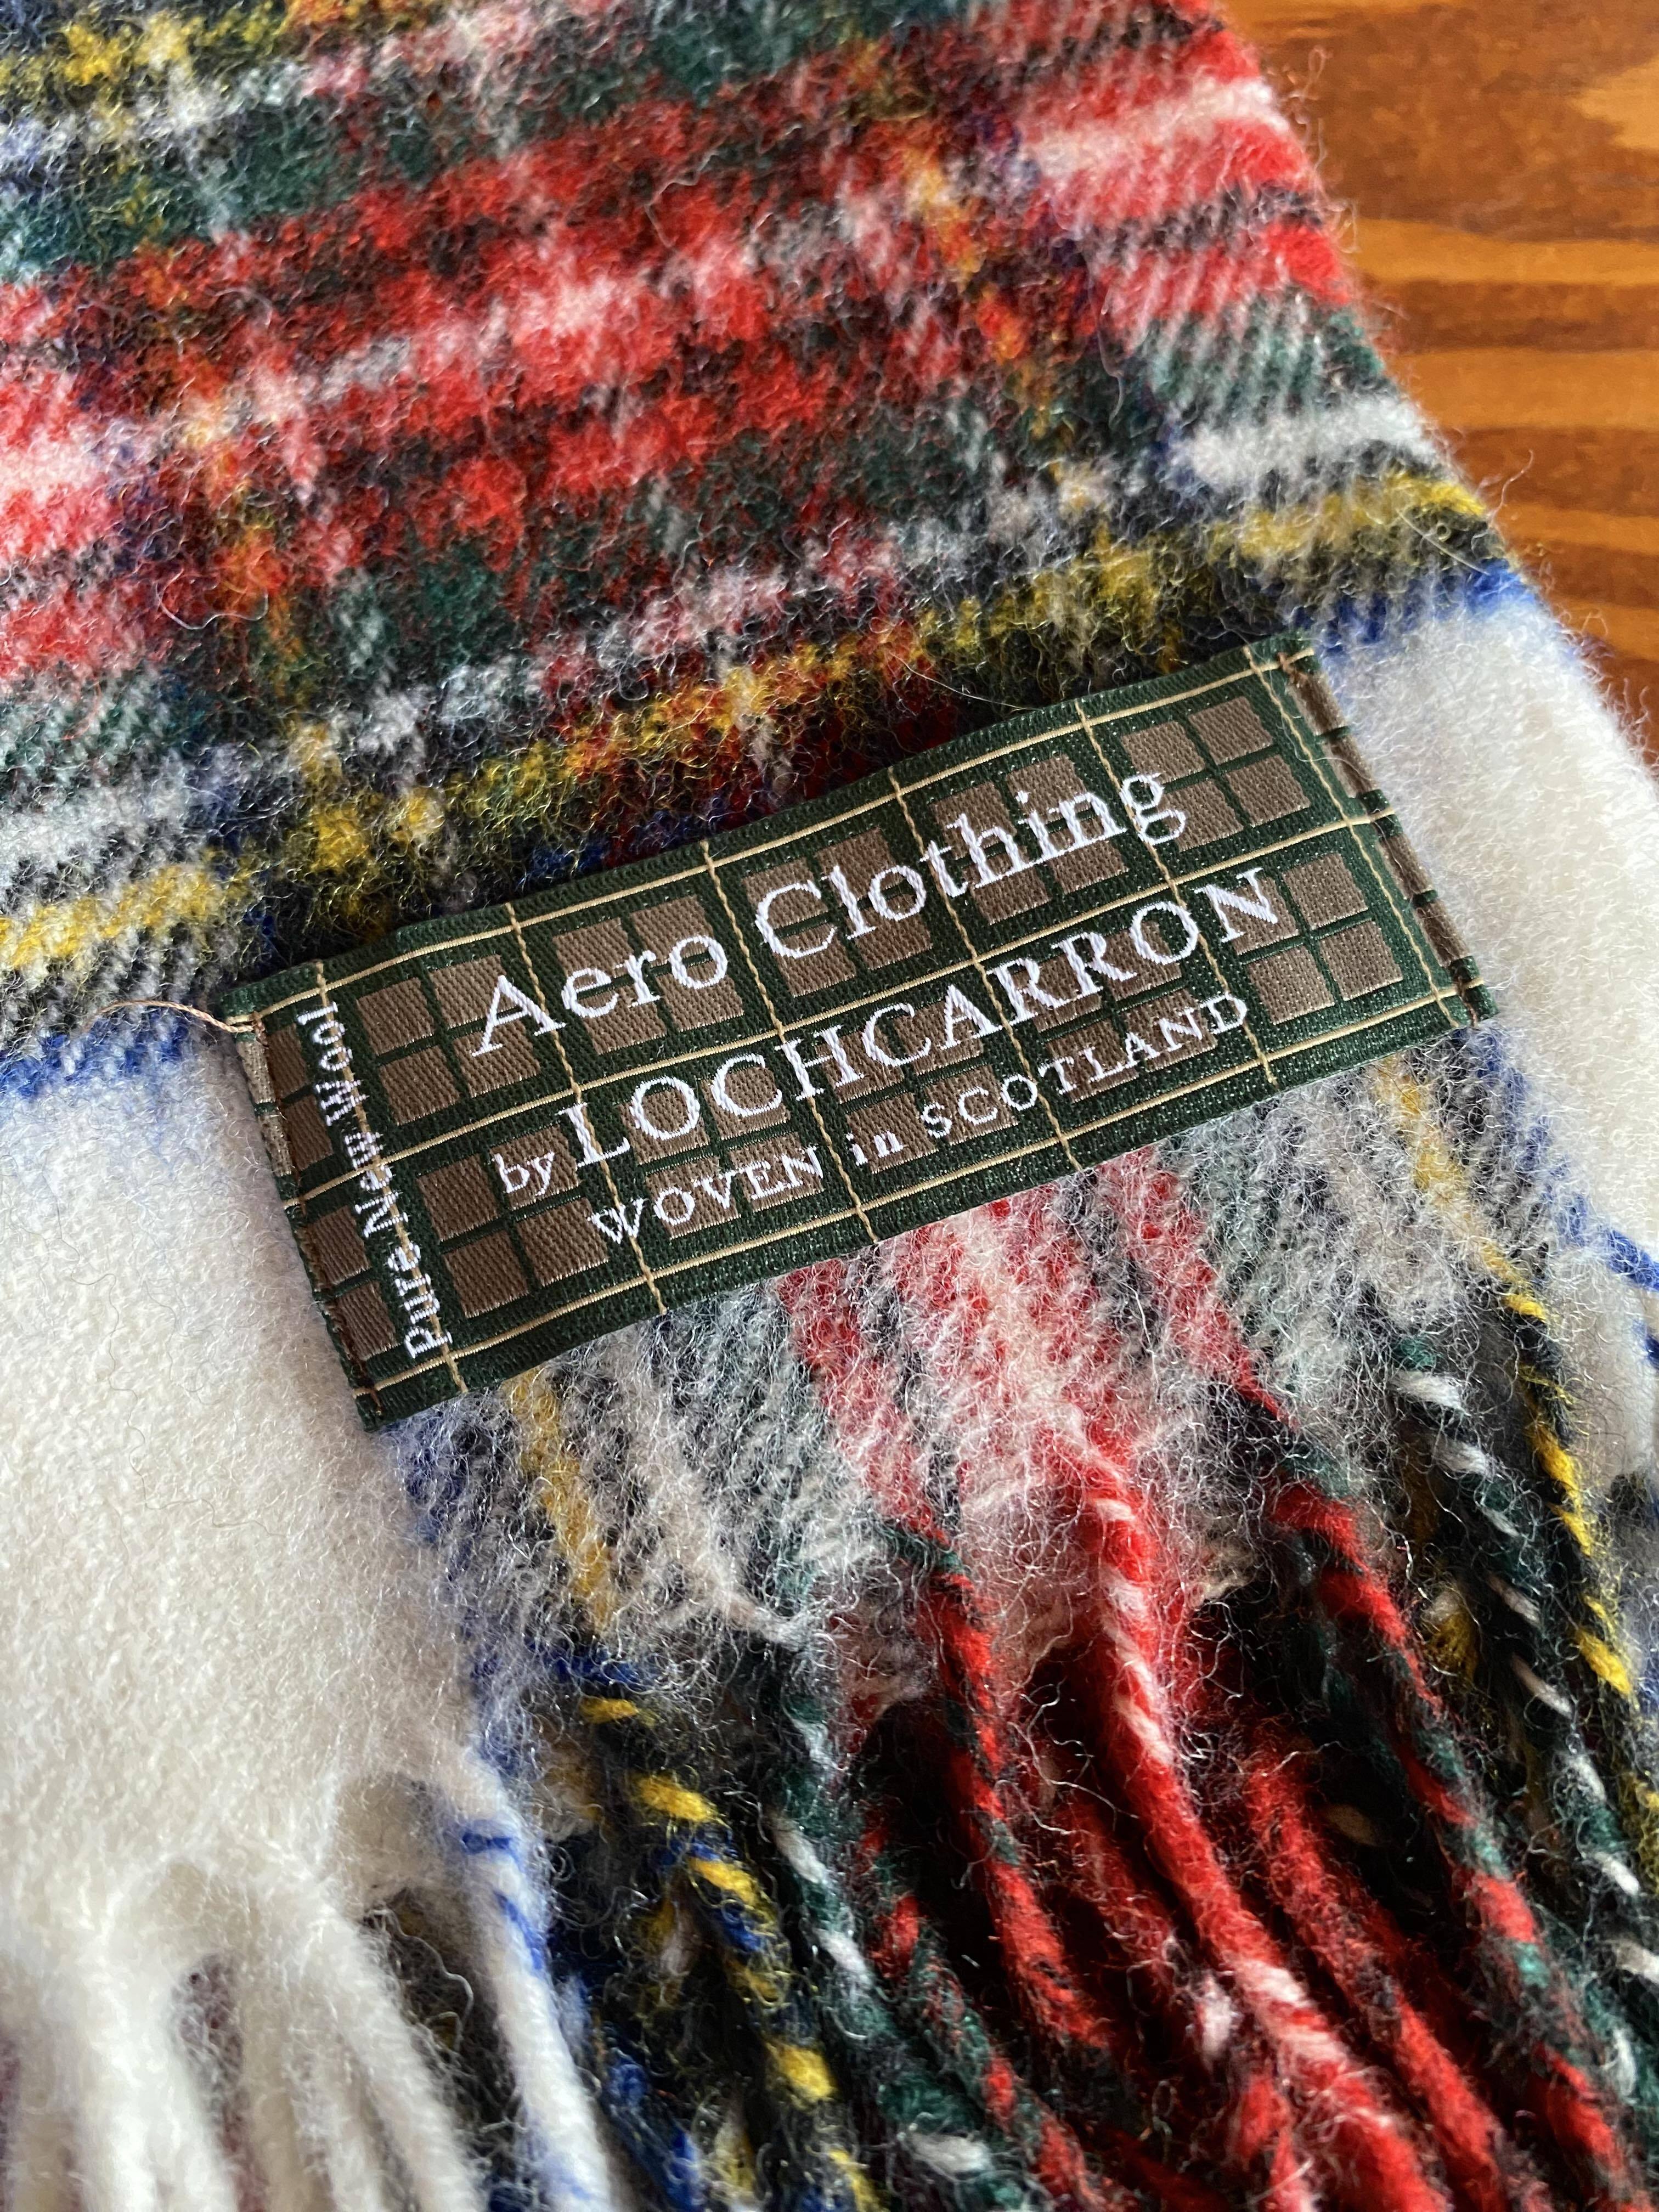 Aero Clothing
by LOCHCARRON
WOVEN in SCOTLAND
Pure New Wool